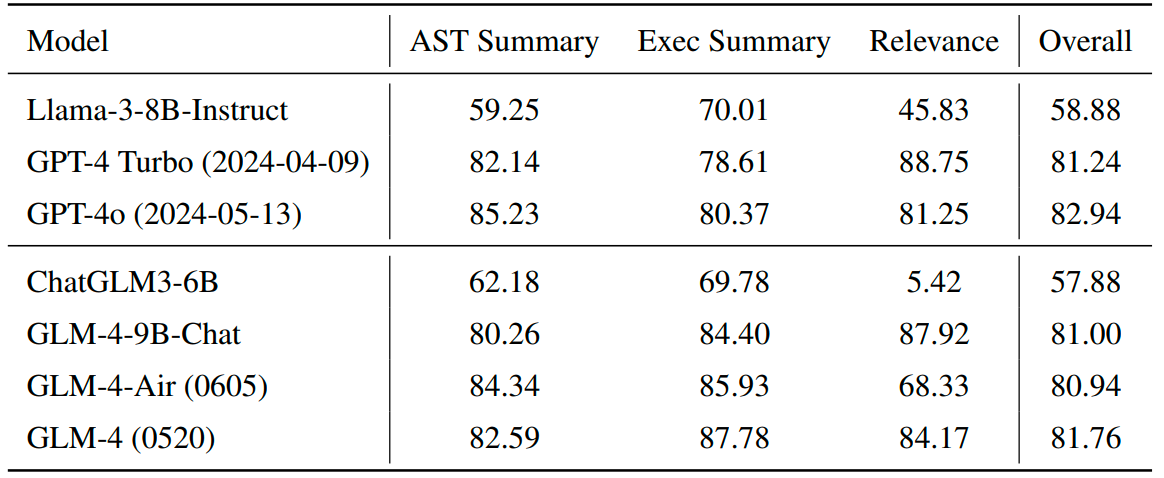 Model AST Summary Exec Summary Relevance Overall
Llama-3-8B-Instruct 59.25 70.01 45.83 58.88
GPT-4 Turbo (2024-04-09) 82.14 78.61 88.75 81.24
GPT-4o (2024-05-13) 85.23 80.37 81.25 82.94
ChatGLM3-6B 62.18 69.78 5.42 57.88
GLM-4-9B-Chat 80.26 84.40 87.92 81.00
GLM-4-Air (0605) 84.34 85.93 68.33 80.94
GLM-4 (0520) 82.59 87.78 84.17 81.76